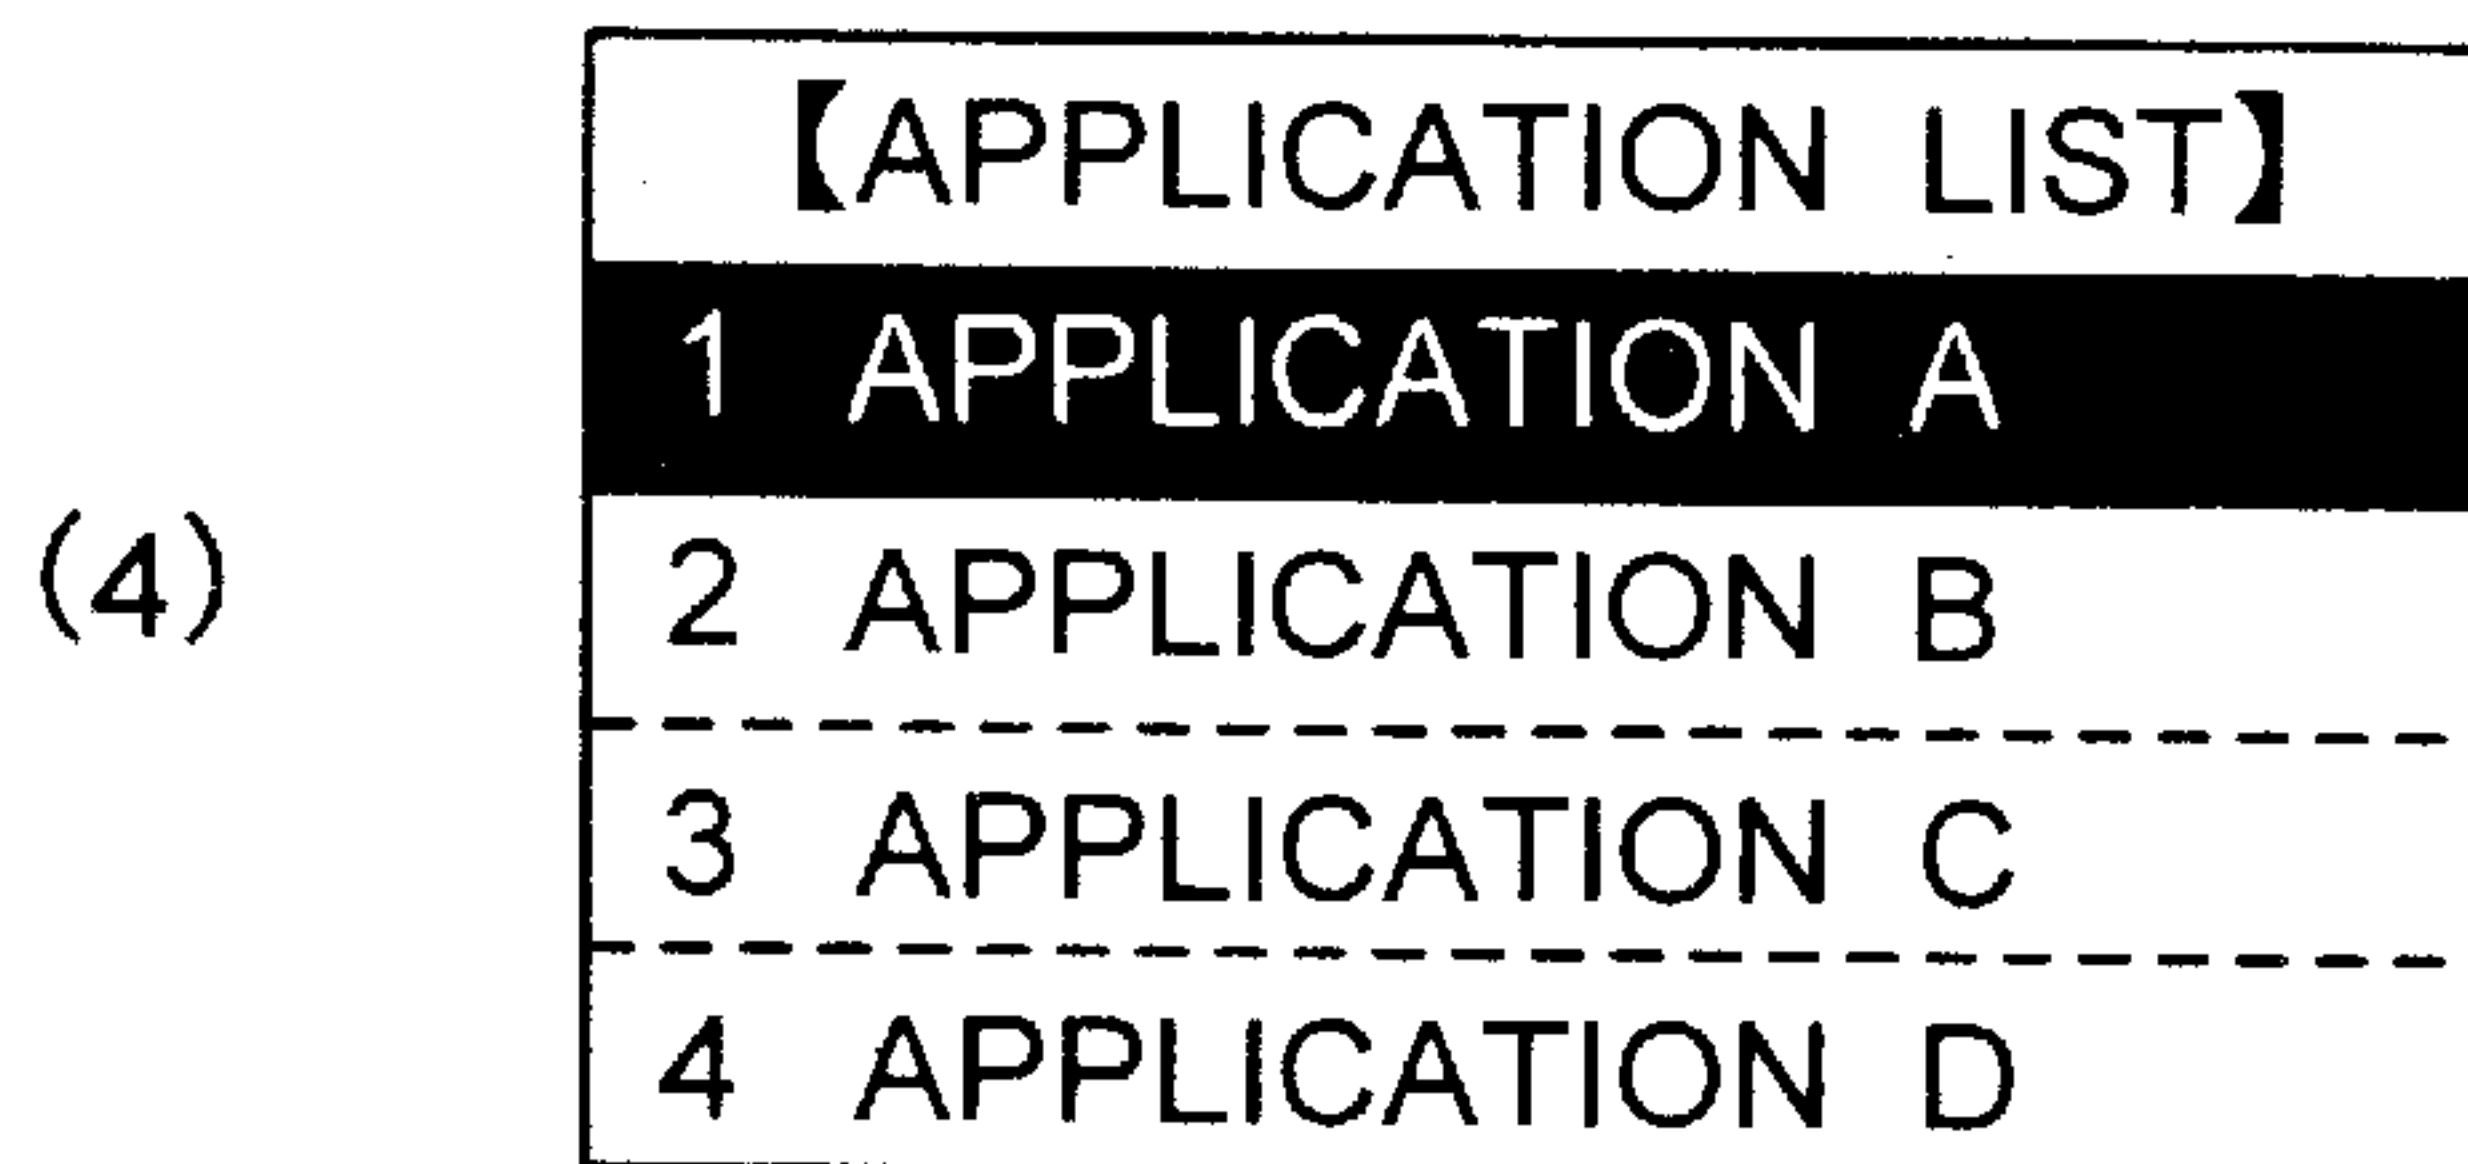 【APPLICATION LIST】
1 APPLICATION A
(4)
2 APPLICATION B
3 APPLICATION C
4 APPLICATION D